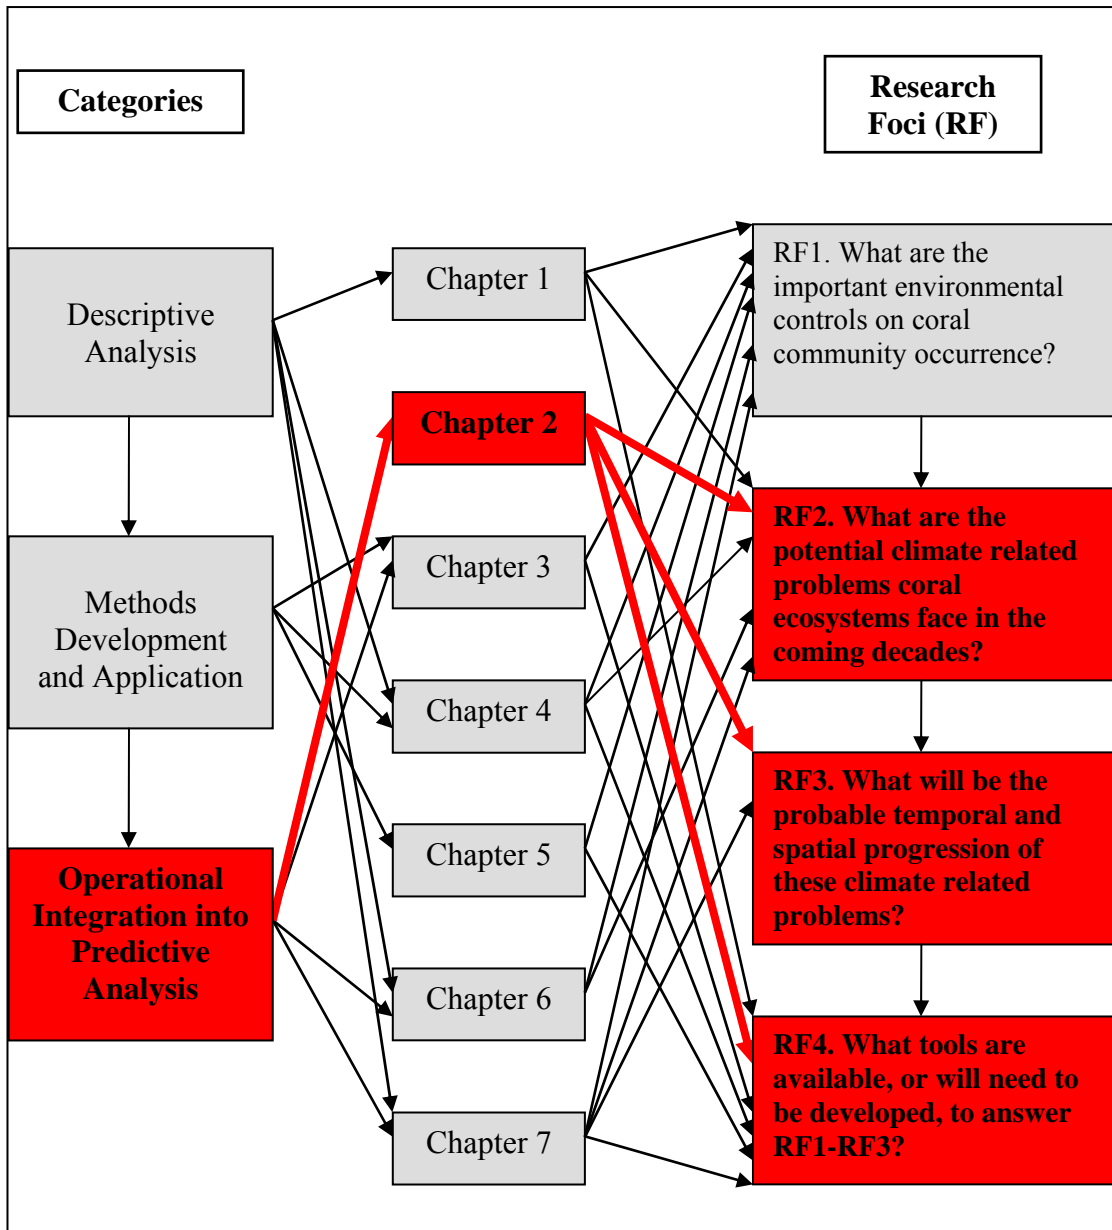 Categories
Research
Foci (RF)
Descriptive
Analysis
Methods
Development
and Application
Operational
Integration into
Predictive
Analysis
Chapter 1
Chapter 2
Chapter 3
Chapter 4
Chapter 5
Chapter 6
Chapter 7
RF1. What are the
important environmental
controls on coral
community occurrence?
RF2. What are the
potential climate related
problems coral
ecosystems face in the
coming decades?
RF3. What will be the
probable temporal and
spatial progression of
these climate related
problems?
RF4. What tools are
available, or will need to
be developed, to answer
RF1-RF3?